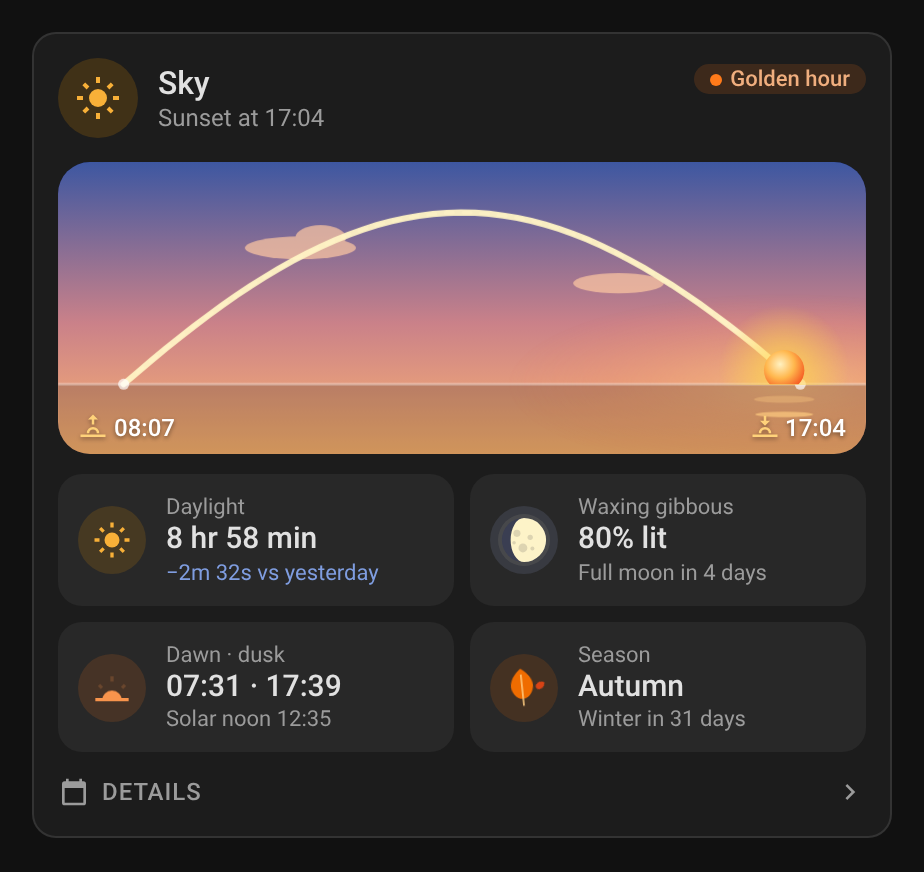 Sky
Sunset at 17:04
Golden hour
08:07
17:04
Daylight
8 hr 58 min
−2m 32s vs yesterday
Waxing gibbous
80% lit
Full moon in 4 days
Dawn · dusk
07:31 · 17:39
Solar noon 12:35
Season
Autumn
Winter in 31 days
DETAILS